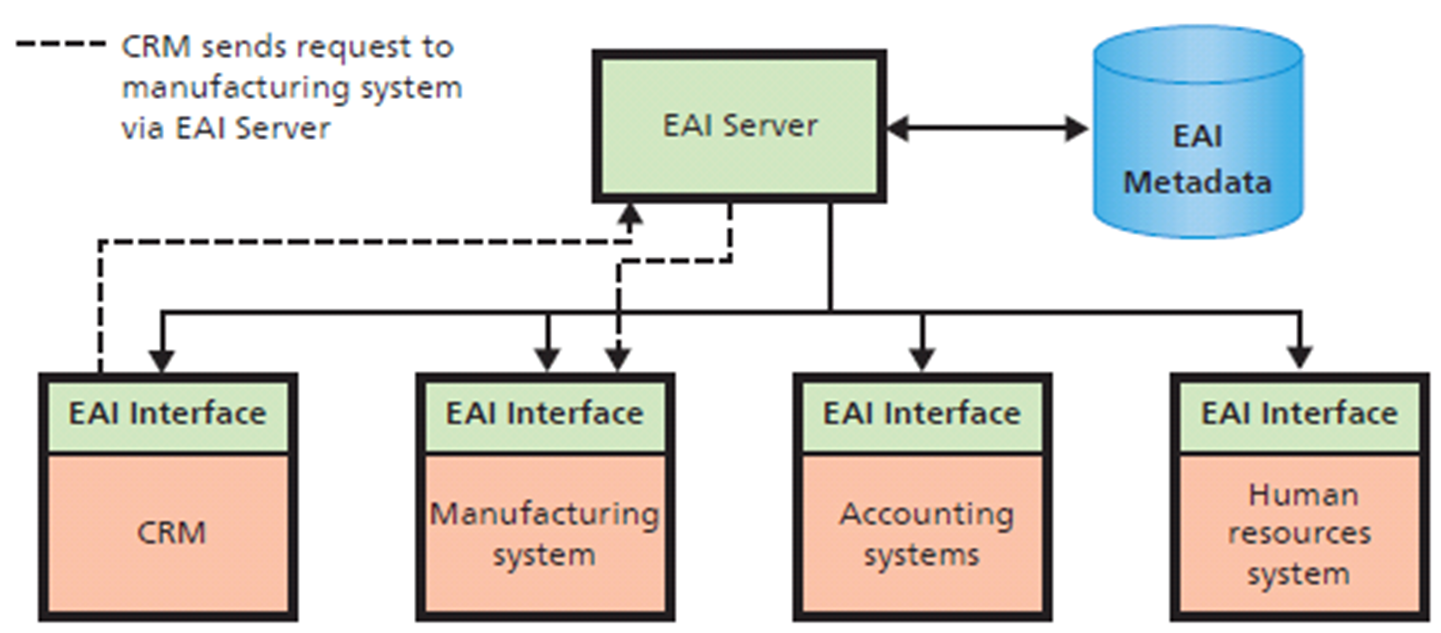 CRM sends request to
manufacturing system
via EAI Server
EAI Server
EAI
Metadata
EAI Interface
CRM
EAI Interface
Manufacturing
system
EAI Interface
Accounting
systems
EAI Interface
Human
resources
system